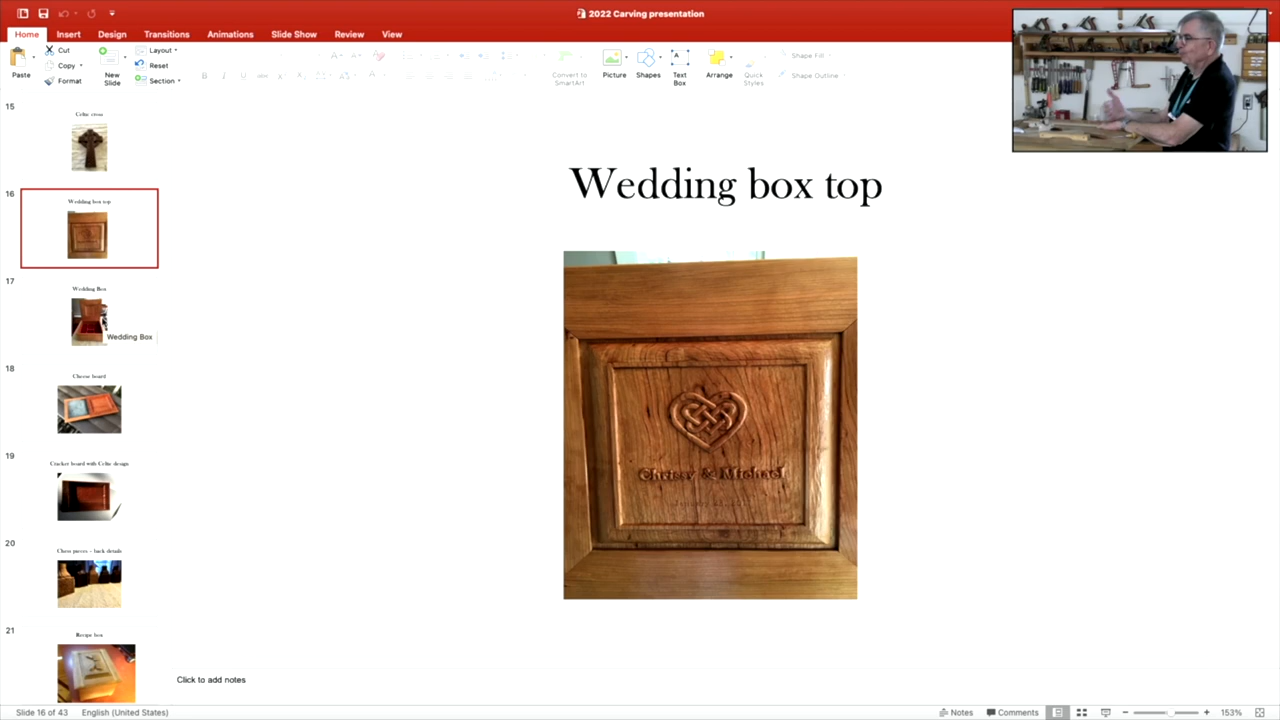 2022 Carving presentation
Home Insert Design Transitions Animations Slide Show Review View
Paste
Cut
Copy
Format
New Slide
Layout
Reset
Section
Convert to SmartArt
Picture
Shapes
Text Box
Arrange
Quick Styles
Shape Fill
Shape Outline
15
Celtic cross
16
Wedding box top
17
Wedding Box
Wedding Box
18
Cheese board
19
Cracker board with Celtic design
20
Chess pieces - back details
21
Recipe box
Wedding box top
Chrissy & Michael
Click to add notes
Slide 16 of 43 English (United States) Notes Comments 153%